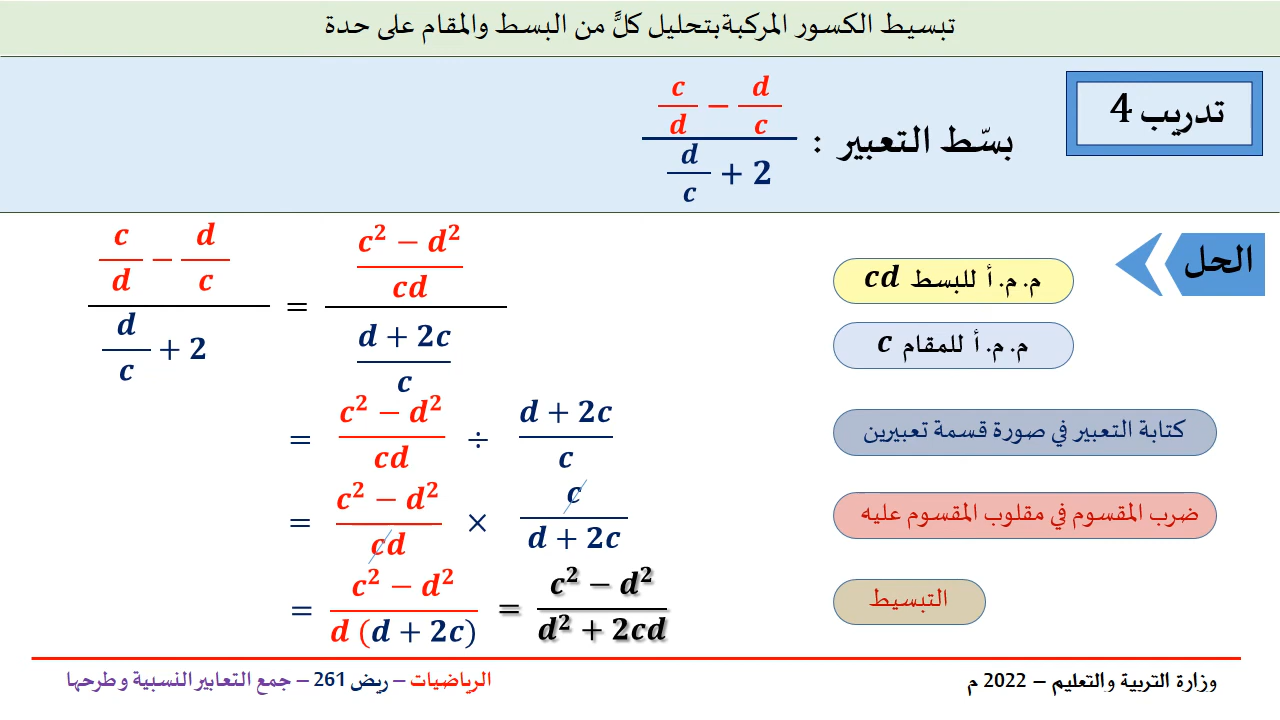 تبسيط الكسور المركبة بتحليل كلٍّ من البسط والمقام على حدة
تدريب 4
بسّط التعبير : (c/d − d/c) / (d/c + 2)
الحل
(c/d − d/c) / (d/c + 2) = ((c² − d²)/cd) / ((d + 2c)/c)
م.م.أ للبسط cd
م.م.أ للمقام c
= (c² − d²)/cd ÷ (d + 2c)/c
كتابة التعبير في صورة قسمة تعبيرين
= (c² − d²)/cd × c/(d + 2c)
ضرب المقسوم في مقلوب المقسوم عليه
= (c² − d²)/(d (d + 2c)) = (c² − d²)/(d² + 2cd)
التبسيط
وزارة التربية والتعليم – 2022 م
الرياضيات – ريض 261 – جمع التعابير النسبية وطرحها